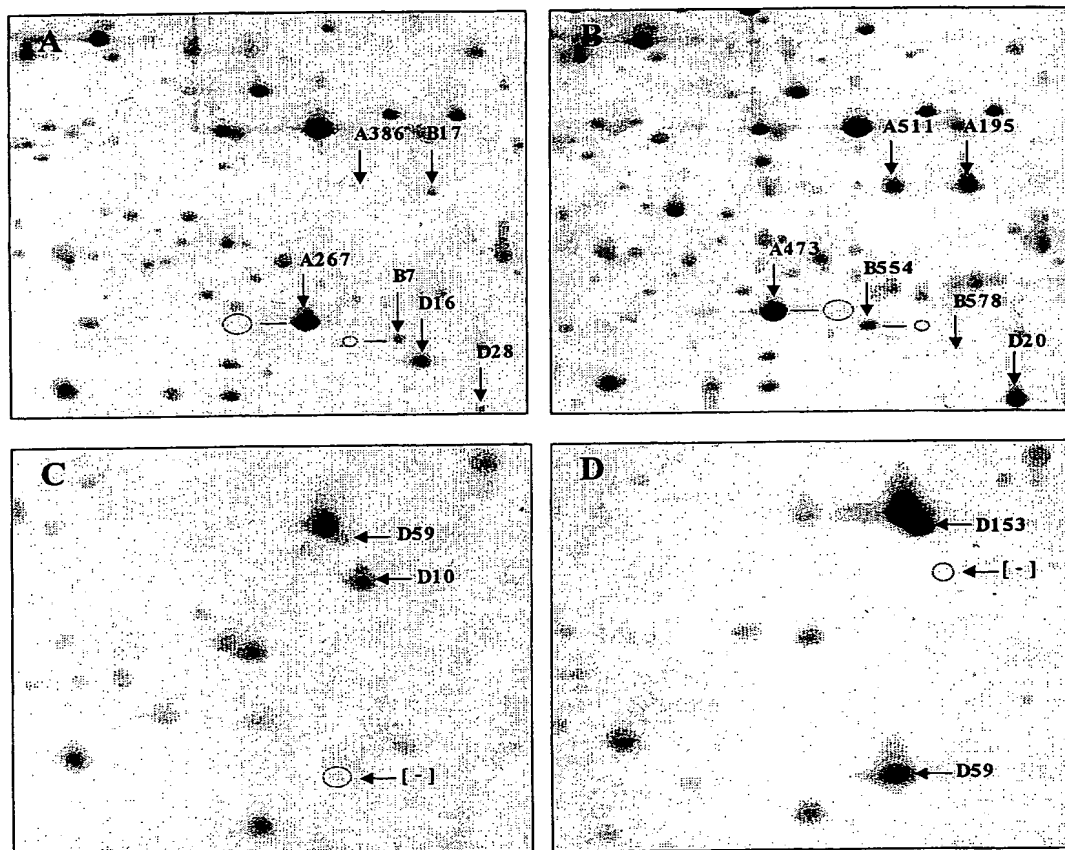 A
A386
B17
A267
B7
D16
D28
B
A511
A195
A473
B554
B578
D20
C
D59
D10
[-]
D
D153
[-]
D59